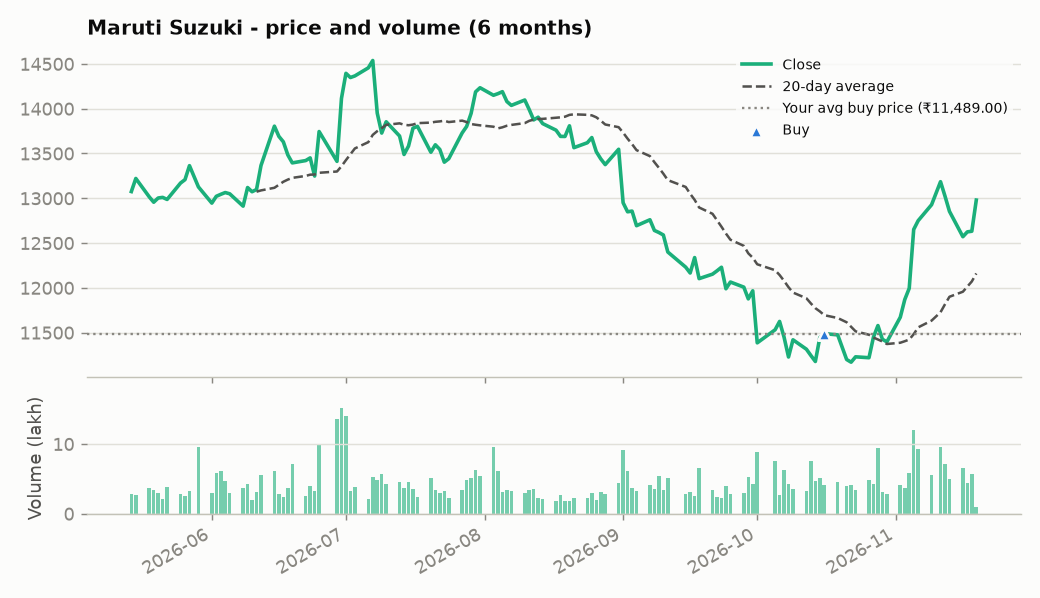 Maruti Suzuki - price and volume (6 months)
Close
20-day average
Your avg buy price (₹11,489.00)
Buy
14500
14000
13500
13000
12500
12000
11500
Volume (lakh)
10
0
2026-06
2026-07
2026-08
2026-09
2026-10
2026-11